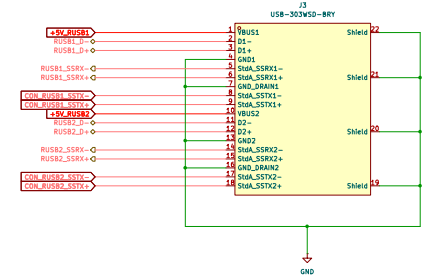 J3
USB-303WSD-BRY
+5V_RUSB1 1 VBUS1 Shield 22
RUSB1_D- 2 D1-
RUSB1_D+ 3 D1+
4 GND1
RUSB1_SSRX- 5 StdA_SSRX1- Shield 21
RUSB1_SSRX+ 6 StdA_SSRX1+
7 GND_DRAIN1
CON_RUSB1_SSTX- 8 StdA_SSTX1-
CON_RUSB1_SSTX+ 9 StdA_SSTX1+
+5V_RUSB2 10 VBUS2
RUSB2_D- 11 D2-
RUSB2_D+ 12 D2+ Shield 20
13 GND2
RUSB2_SSRX- 14 StdA_SSRX2-
RUSB2_SSRX+ 15 StdA_SSRX2+
16 GND_DRAIN2
CON_RUSB2_SSTX- 17 StdA_SSTX2-
CON_RUSB2_SSTX+ 18 StdA_SSTX2+ Shield 19
GND